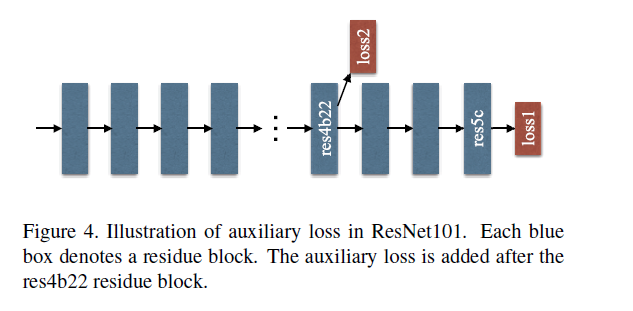 loss2
res4b22
res5c
loss1
Figure 4. Illustration of auxiliary loss in ResNet101. Each blue
box denotes a residue block. The auxiliary loss is added after the
res4b22 residue block.